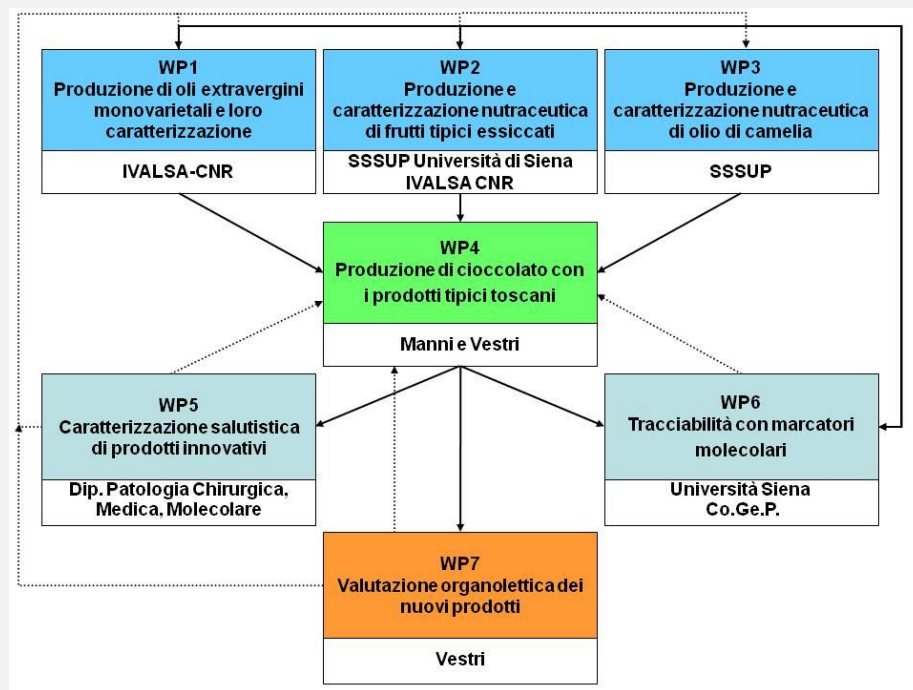 WP1
Produzione di oli extravergini
monovarietali e loro
caratterizzazione
IVALSA-CNR
WP2
Produzione e
caratterizzazione nutraceutica
di frutti tipici essiccati
SSSUP Università di Siena
IVALSA CNR
WP3
Produzione e
caratterizzazione nutraceutica
di olio di camelia
SSSUP
WP4
Produzione di cioccolato con
i prodotti tipici toscani
Manni e Vestri
WP5
Caratterizzazione salutistica
di prodotti innovativi
Dip. Patologia Chirurgica,
Medica, Molecolare
WP6
Tracciabilità con marcatori
molecolari
Università Siena
Co.Ge.P.
WP7
Valutazione organolettica dei
nuovi prodotti
Vestri